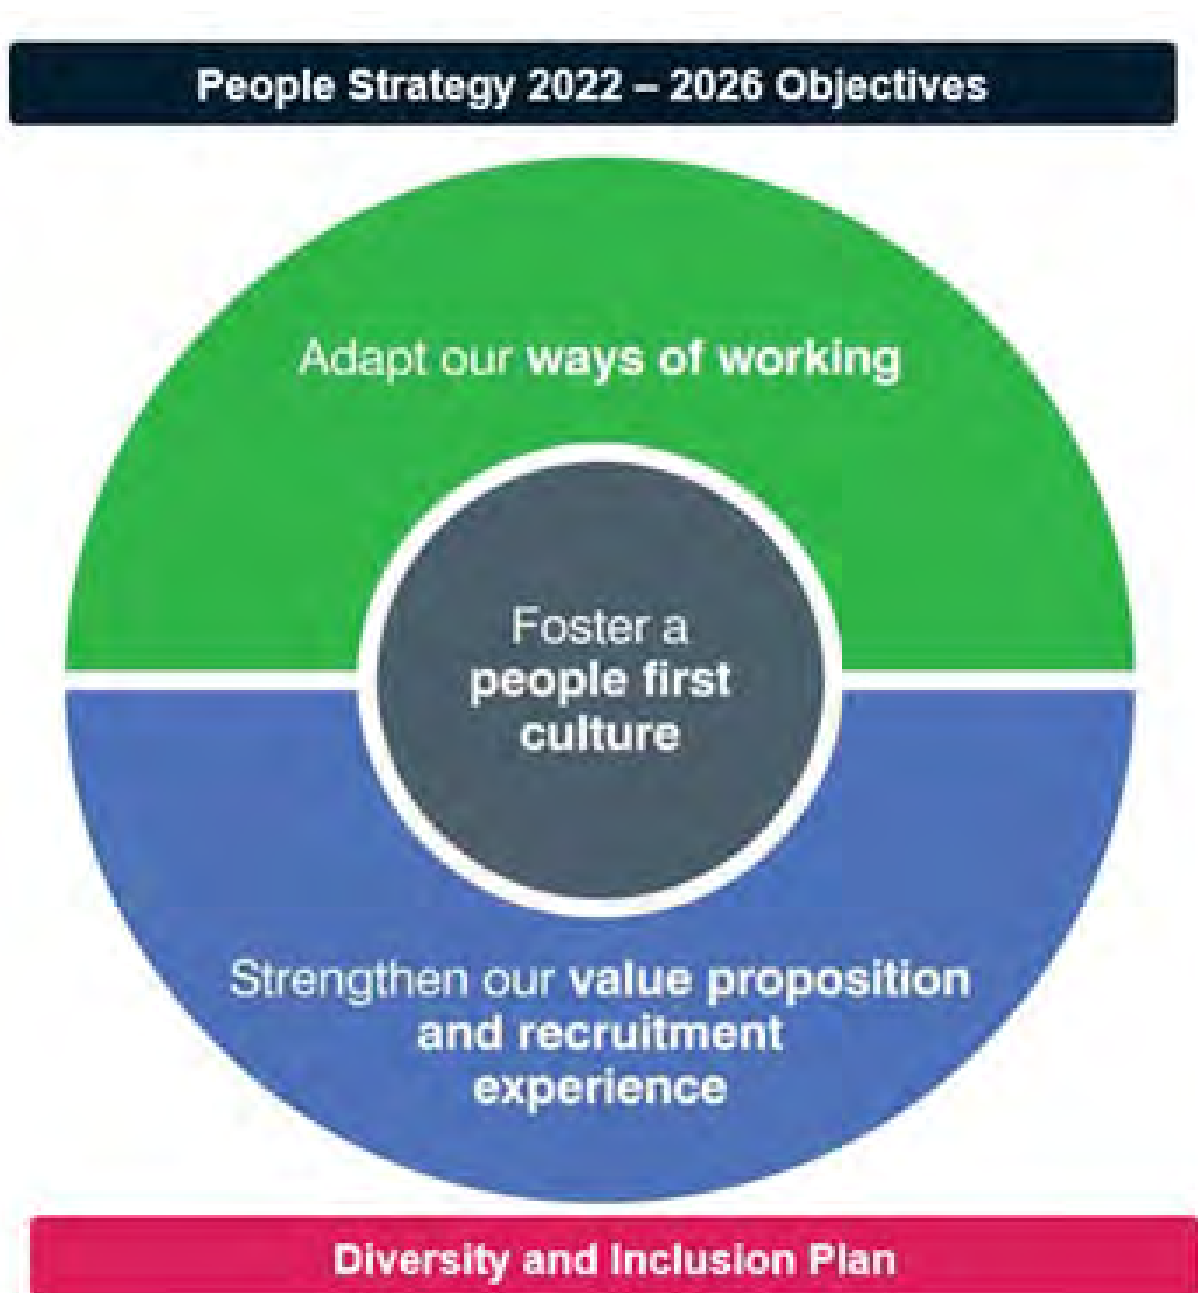 People Strategy 2022 – 2026 Objectives
Adapt our ways of working
Foster a
people first
culture
Strengthen our value proposition
and recruitment
experience
Diversity and Inclusion Plan